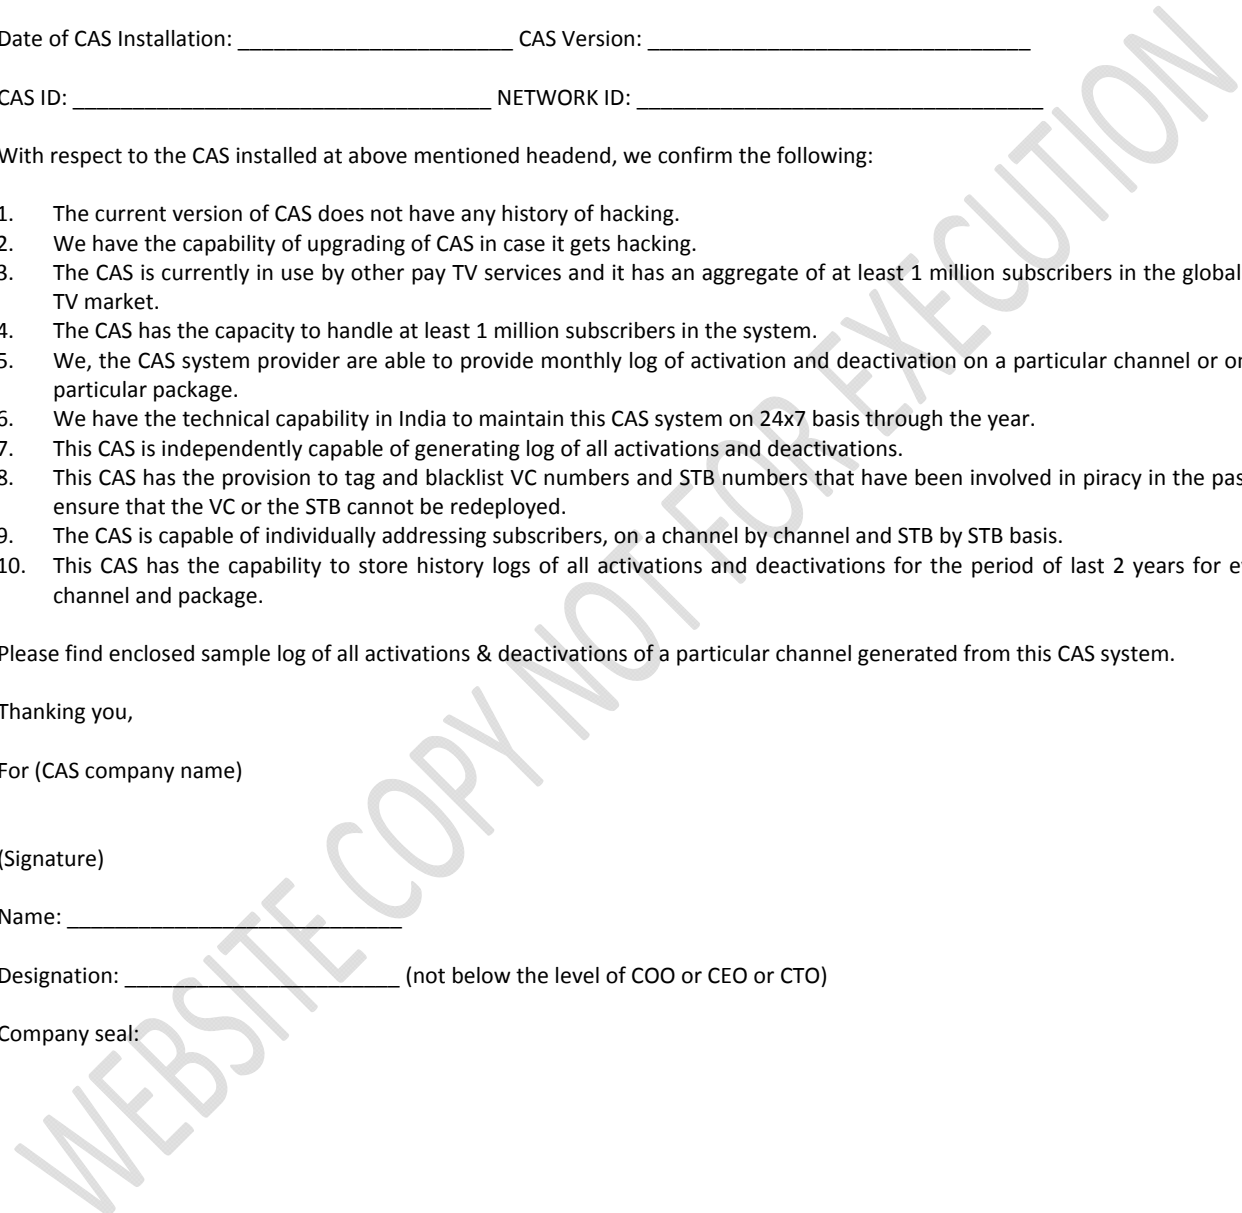 Date of CAS Installation: _______________________ CAS Version: ________________________________
CAS ID: ___________________________________ NETWORK ID: __________________________________
With respect to the CAS installed at above mentioned headend, we confirm the following:
1. The current version of CAS does not have any history of hacking.
2. We have the capability of upgrading of CAS in case it gets hacking.
3. The CAS is currently in use by other pay TV services and it has an aggregate of at least 1 million subscribers in the global
TV market.
4. The CAS has the capacity to handle at least 1 million subscribers in the system.
5. We, the CAS system provider are able to provide monthly log of activation and deactivation on a particular channel or
particular package.
6. We have the technical capability in India to maintain this CAS system on 24x7 basis through the year.
7. This CAS is independently capable of generating log of all activations and deactivations.
8. This CAS has the provision to tag and blacklist VC numbers and STB numbers that have been involved in piracy in the
ensure that the VC or the STB cannot be redeployed.
9. The CAS is capable of individually addressing subscribers, on a channel by channel and STB by STB basis.
10. This CAS has the capability to store history logs of all activations and deactivations for the period of last 2 years for
channel and package.
Please find enclosed sample log of all activations & deactivations of a particular channel generated from this CAS system.
Thanking you,
For (CAS company name)
(Signature)
Name: ____________________________
Designation: _______________________ (not below the level of COO or CEO or CTO)
Company seal:
WEBSITE COPY NOT FOR EXECUTION